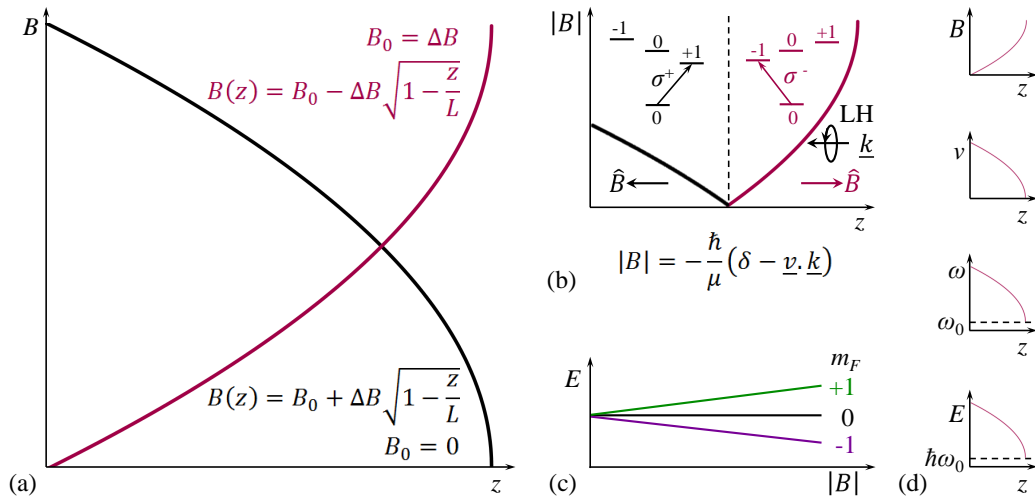 B
B₀ = ΔB
B(z) = B₀ − ΔB√(1 − z/L)
B(z) = B₀ + ΔB√(1 − z/L)
B₀ = 0
(a)
z
|B|
-1
0
+1
σ⁺
0
-1
0
+1
σ⁻
0
LH
k
B̂
B̂
z
(b)
|B| = −ħ/μ(δ − v.k)
E
m_F
+1
0
-1
(c)
|B|
B
z
v
z
ω
ω₀
z
E
ħω₀
(d)
z